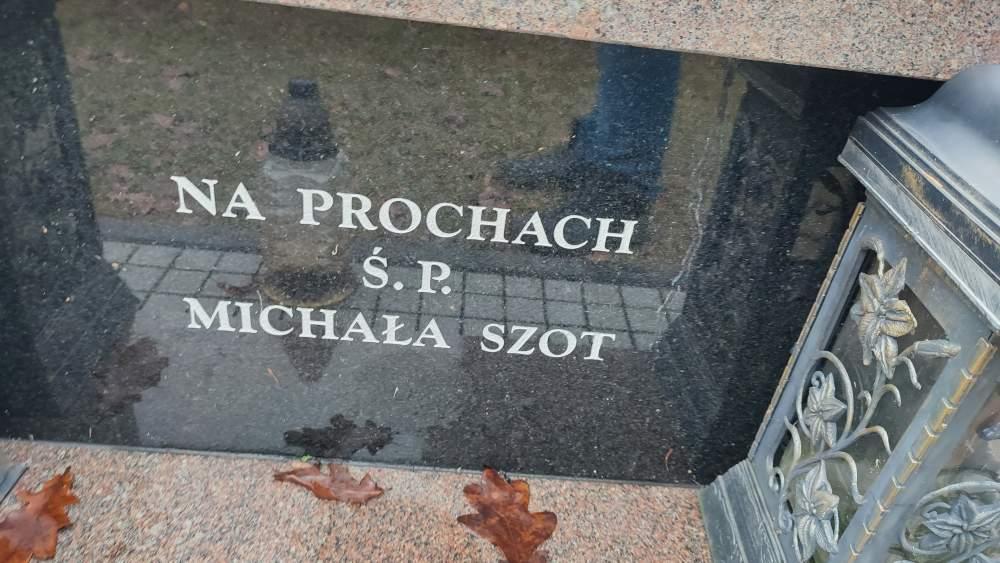 NA PROCHACH
Ś.P.
MICHAŁA SZOT